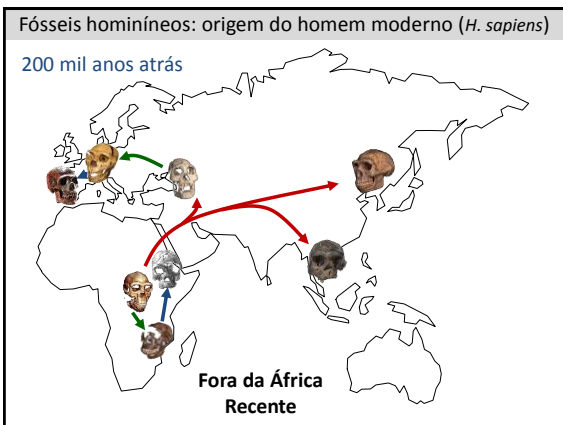 Fósseis hominíneos: origem do homem moderno (H. sapiens)
200 mil anos atrás
Fora da África
Recente